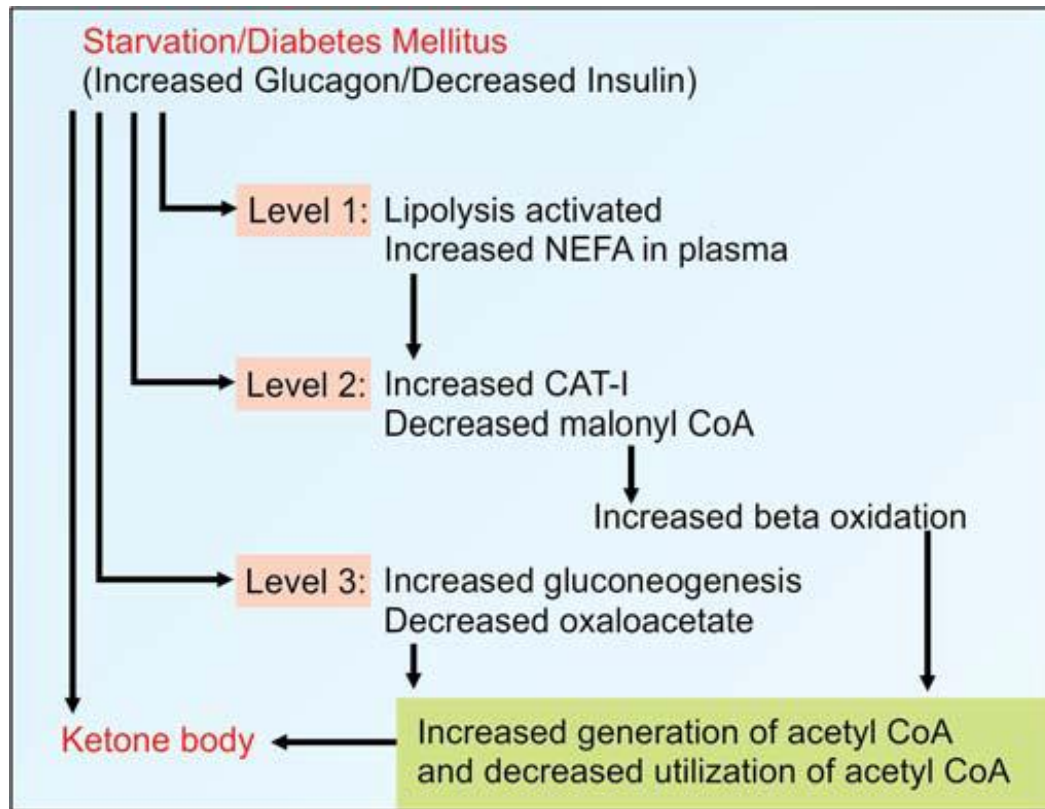 Starvation/Diabetes Mellitus
(Increased Glucagon/Decreased Insulin)
Level 1: Lipolysis activated
Increased NEFA in plasma
Level 2: Increased CAT-I
Decreased malonyl CoA
Increased beta oxidation
Level 3: Increased gluconeogenesis
Decreased oxaloacetate
Ketone body
Increased generation of acetyl CoA
and decreased utilization of acetyl CoA